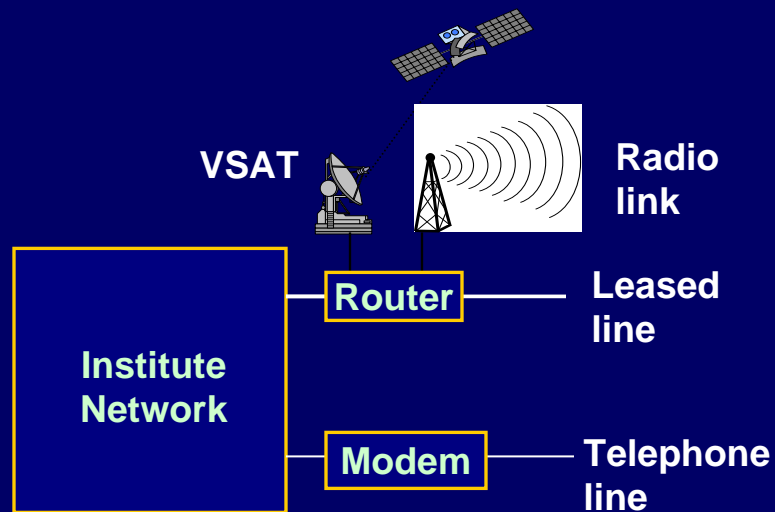 VSAT
Radio
link
Router
Leased
line
Institute
Network
Modem
Telephone
line